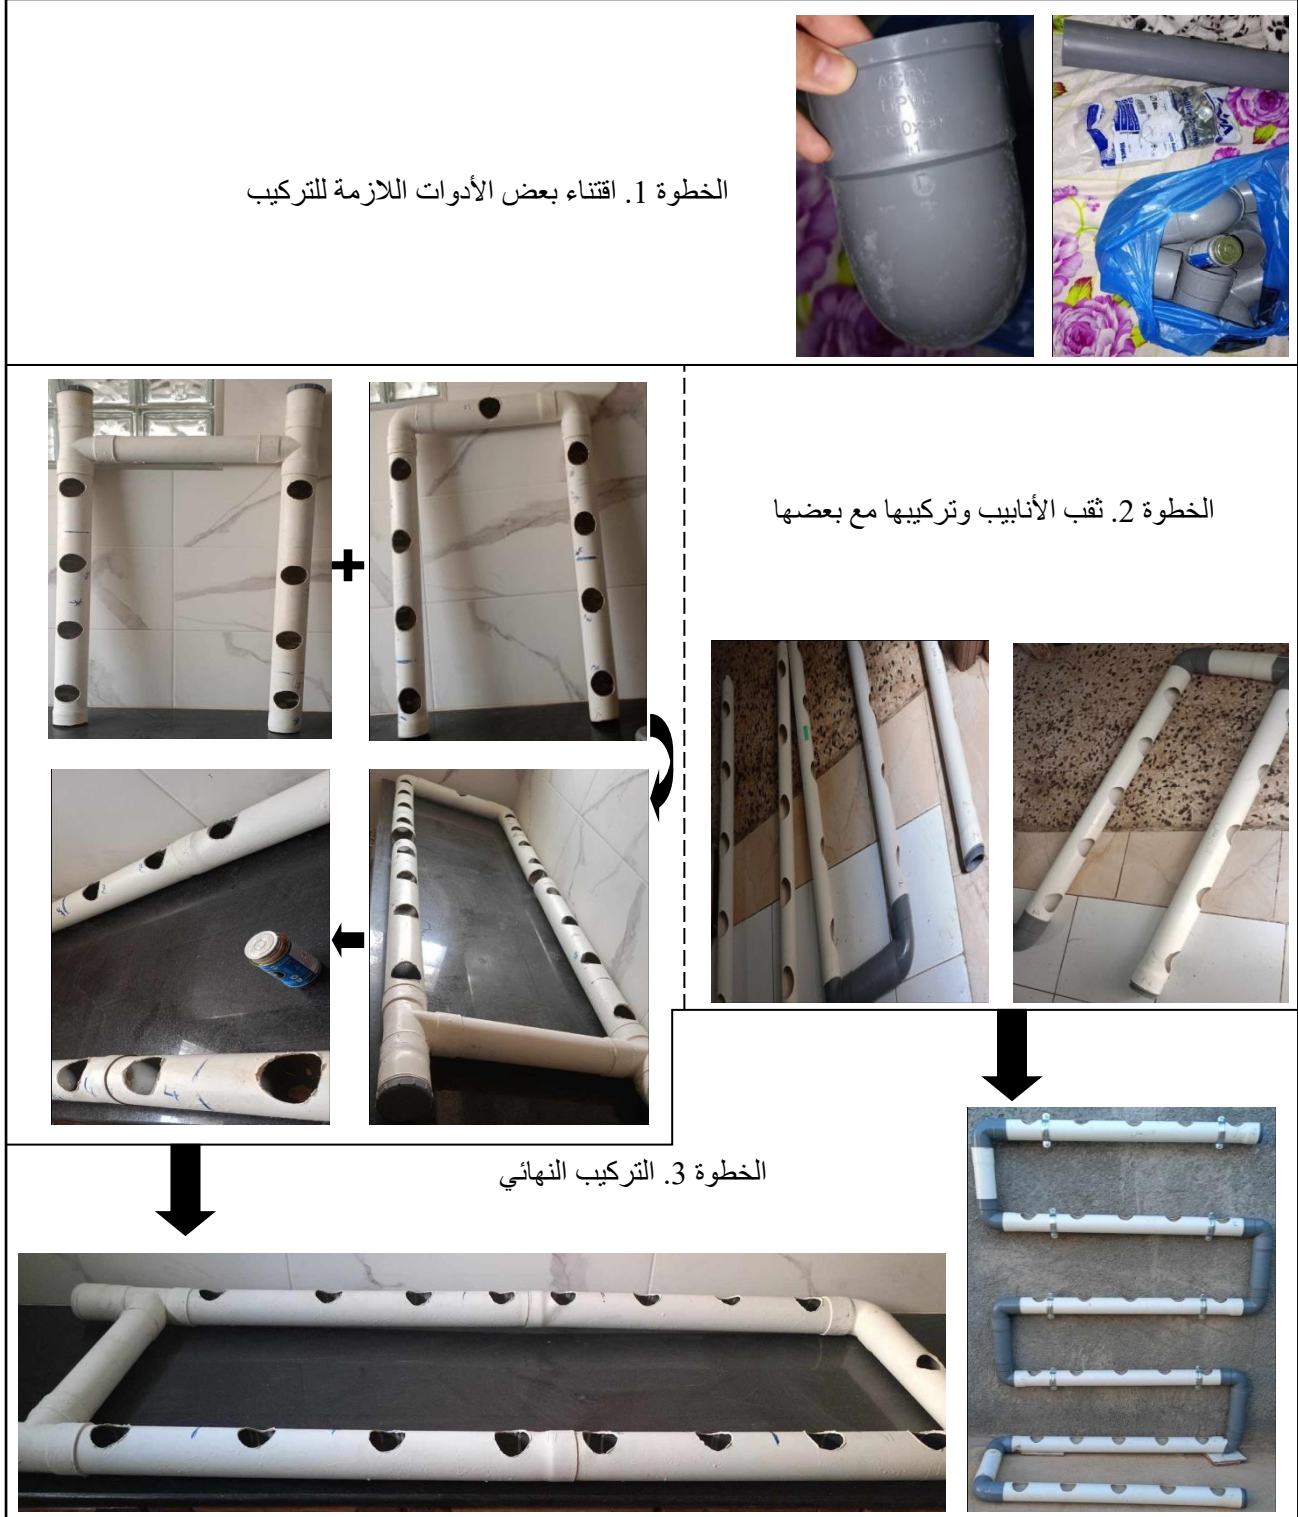 الخطوة 1. اقتناء بعض الأدوات اللازمة للتركيب
الخطوة 2. ثقب الأنابيب وتركيبها مع بعضها
الخطوة 3. التركيب النهائي